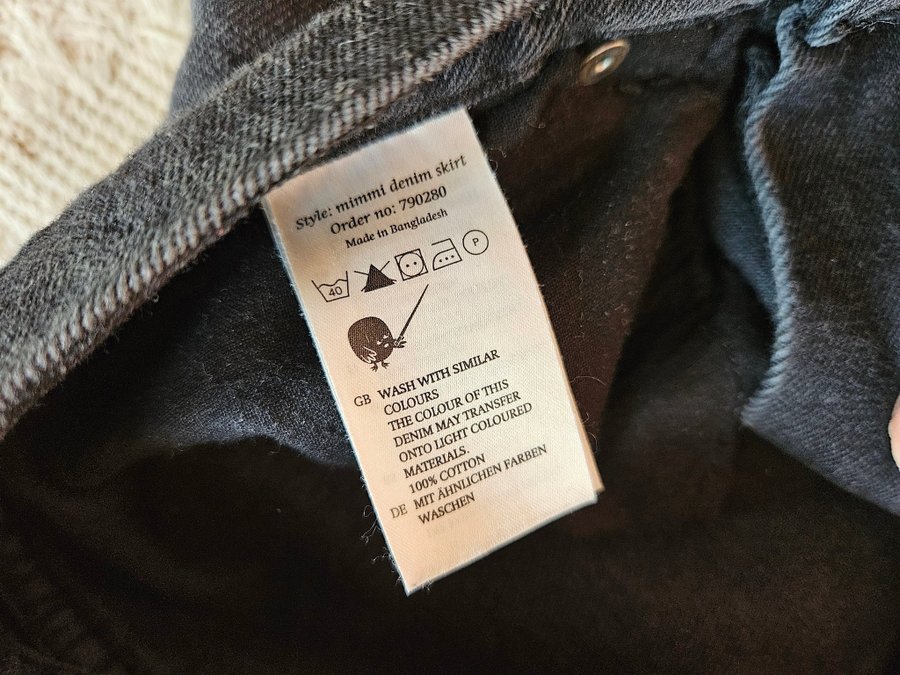 Style: mimmi denim skirt
Order no: 790280
Made in Bangladesh
40 P
GB WASH WITH SIMILAR
COLOURS
THE COLOUR OF THIS
DENIM MAY TRANSFER
ONTO LIGHT COLOURED
MATERIALS.
100% COTTON
DE MIT ÄHNLICHEN FARBEN
WASCHEN